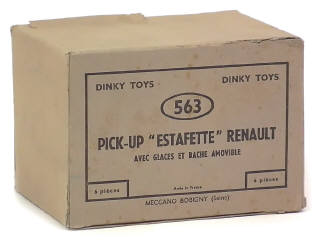 DINKY TOYS DINKY TOYS
563
PICK-UP "ESTAFETTE" RENAULT
AVEC GLACES ET BACHE AMOVIBLE
6 pièces Made in France 6 pièces
MECCANO BOBIGNY (Seine)